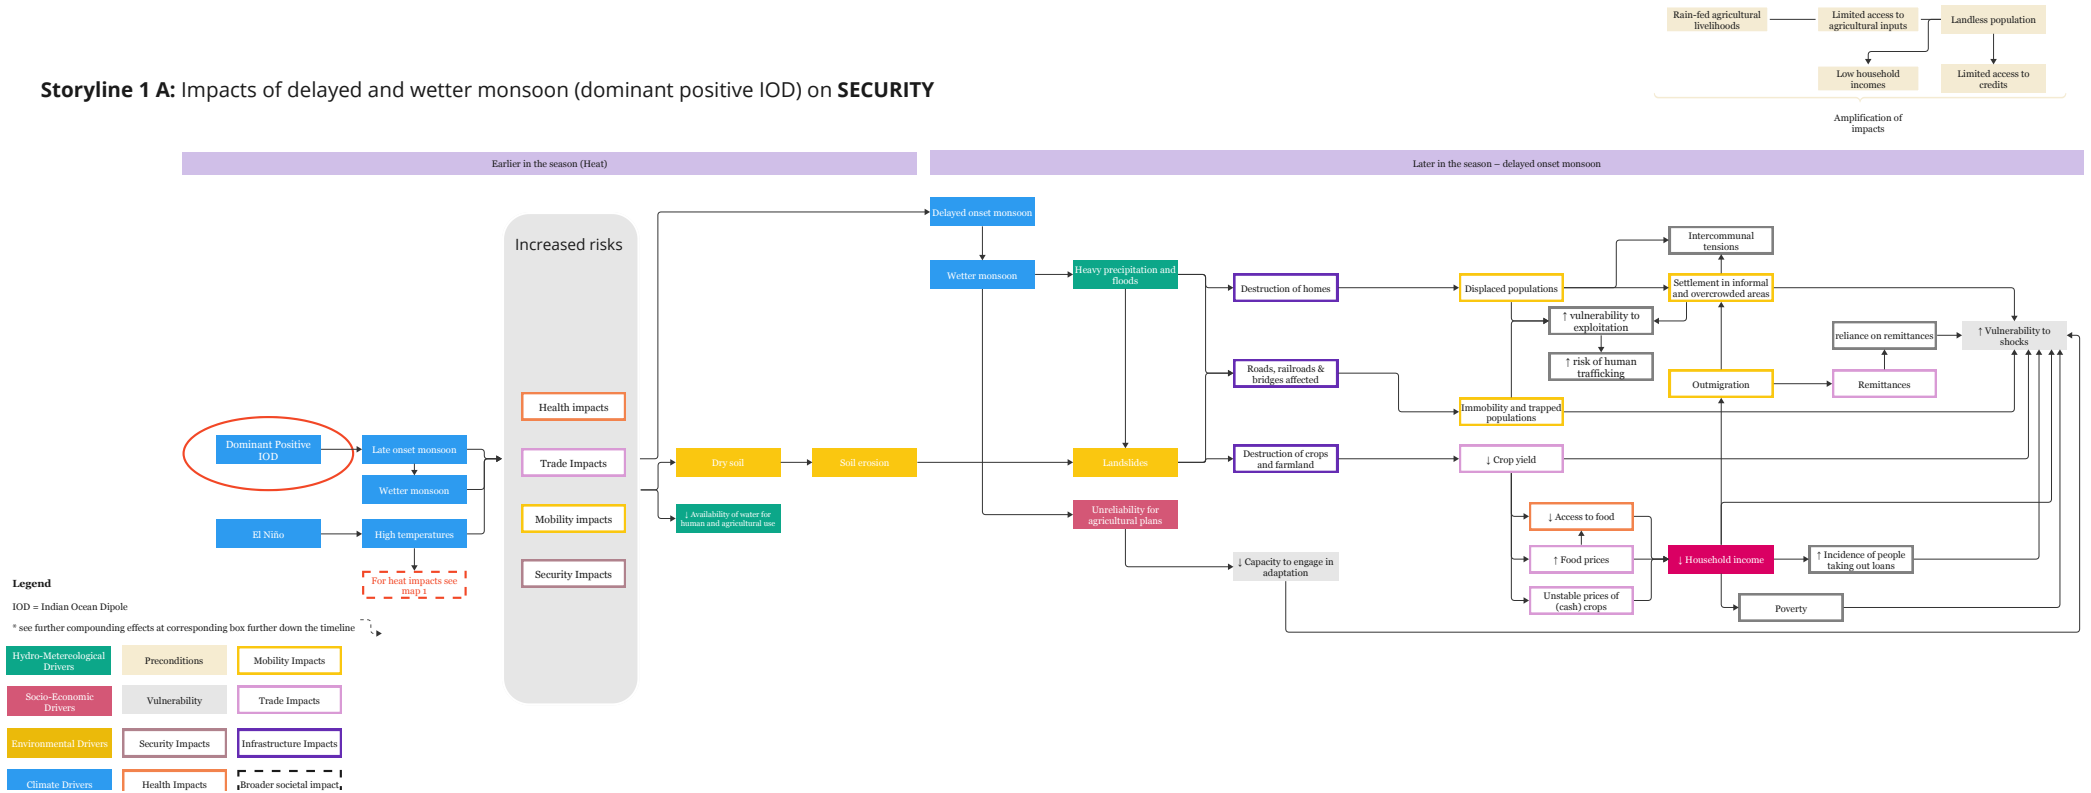 Rain-fed agricultural
livelihoods
Limited access to
agricultural inputs
Landless population
Low household
incomes
Limited access to
credits
Amplification of
impacts
Storyline 1 A: Impacts of delayed and wetter monsoon (dominant positive IOD) on SECURITY
Earlier in the season (Heat)
Later in the season – delayed onset monsoon
Increased risks
Health impacts
Trade Impacts
Mobility impacts
Security Impacts
Dominant Positive
IOD
Late onset monsoon
Wetter monsoon
El Niño
High temperatures
For heat impacts see
map 1
Dry soil
Soil erosion
↓ Availability of water for
human and agricultural use
Delayed onset monsoon
Wetter monsoon
Heavy precipitation and
floods
Landslides
Unreliability for
agricultural plans
Destruction of homes
Roads, railroads &
bridges affected
Destruction of crops
and farmland
↓ Capacity to engage in
adaptation
Displaced populations
Immobility and trapped
populations
↓ Crop yield
↑ vulnerability to
exploitation
↑ risk of human
trafficking
↓ Access to food
↑ Food prices
Unstable prices of
(cash) crops
Intercommunal
tensions
Settlement in informal
and overcrowded areas
Outmigration
↓ Household income
Poverty
reliance on remittances
Remittances
↑ Incidence of people
taking out loans
↑ Vulnerability to
shocks
Legend
IOD = Indian Ocean Dipole
* see further compounding effects at corresponding box further down the timeline
Hydro-Metereological
Drivers
Preconditions
Mobility Impacts
Socio-Economic
Drivers
Vulnerability
Trade Impacts
Environmental Drivers
Security Impacts
Infrastructure Impacts
Climate Drivers
Health Impacts
Broader societal impact